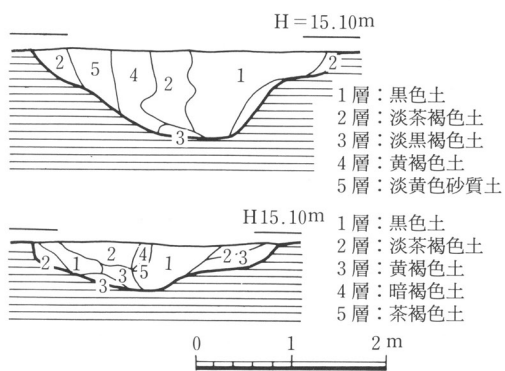 H＝15.10m
2
5
4
2
1
2
3
1層：黒色土
2層：淡茶褐色土
3層：淡黒褐色土
4層：黄褐色土
5層：淡黄色砂質土
H15.10m
2
1
2
3
3
4
5
1
2·3
1層：黒色土
2層：淡茶褐色土
3層：黄褐色土
4層：暗褐色土
5層：茶褐色土
0 1 2 m